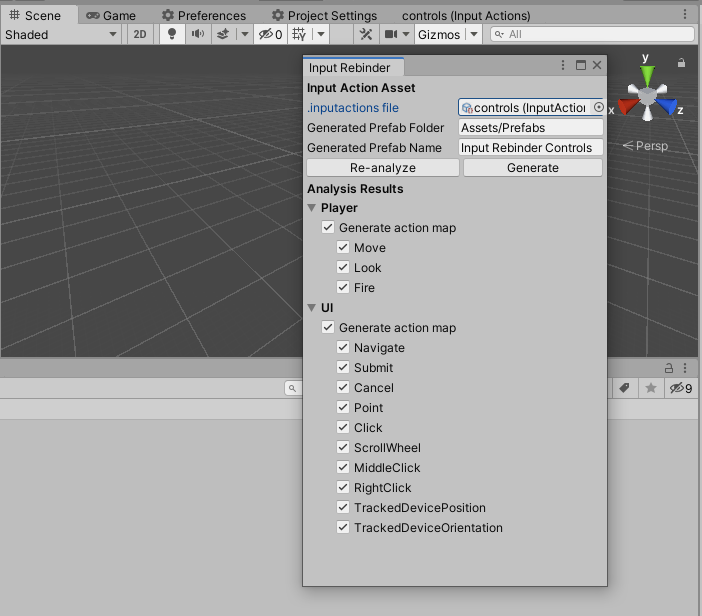 Scene Game Preferences Project Settings controls (Input Actions)
Shaded 2D 0 Gizmos All
Input Rebinder
y
x
z
Persp
Input Action Asset
.inputactions file controls (InputAction
Generated Prefab Folder Assets/Prefabs
Generated Prefab Name Input Rebinder Controls
Re-analyze Generate
Analysis Results
Player
Generate action map
Move
Look
Fire
UI
Generate action map
Navigate
Submit
9
Cancel
Point
Click
ScrollWheel
MiddleClick
RightClick
TrackedDevicePosition
TrackedDeviceOrientation